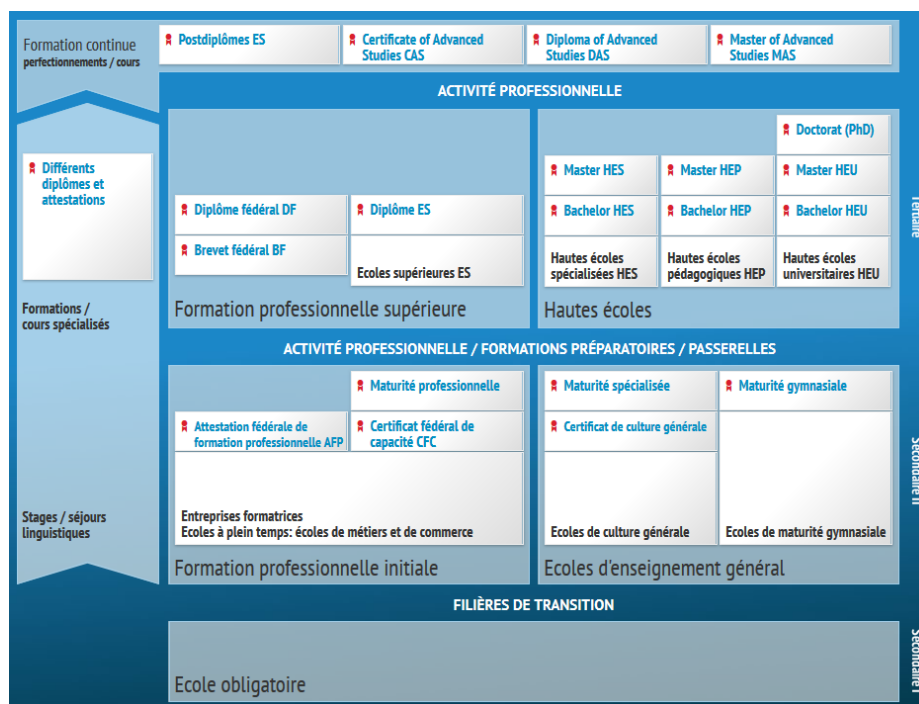 Formation continue
perfectionnements / cours
Postdiplômes ES
Certificate of Advanced
Studies CAS
Diploma of Advanced
Studies DAS
Master of Advanced
Studies MAS
ACTIVITÉ PROFESSIONNELLE
Différents
diplômes et
attestations
Formations /
cours spécialisés
Stages / séjours
linguistiques
Diplôme fédéral DF
Brevet fédéral BF
Diplôme ES
Ecoles supérieures ES
Formation professionnelle supérieure
Doctorat (PhD)
Master HES
Master HEP
Master HEU
Bachelor HES
Bachelor HEP
Bachelor HEU
Hautes écoles
spécialisées HES
Hautes écoles
pédagogiques HEP
Hautes écoles
universitaires HEU
Hautes écoles
Tertiaire
ACTIVITÉ PROFESSIONNELLE / FORMATIONS PRÉPARATOIRES / PASSERELLES
Maturité professionnelle
Attestation fédérale de
formation professionnelle AFP
Certificat fédéral de
capacité CFC
Entreprises formatrices
Ecoles à plein temps: écoles de métiers et de commerce
Formation professionnelle initiale
Maturité spécialisée
Maturité gymnasiale
Certificat de culture générale
Ecoles de culture générale
Ecoles de maturité gymnasiale
Ecoles d'enseignement général
Secondaire II
FILIÈRES DE TRANSITION
Ecole obligatoire
Secondaire I